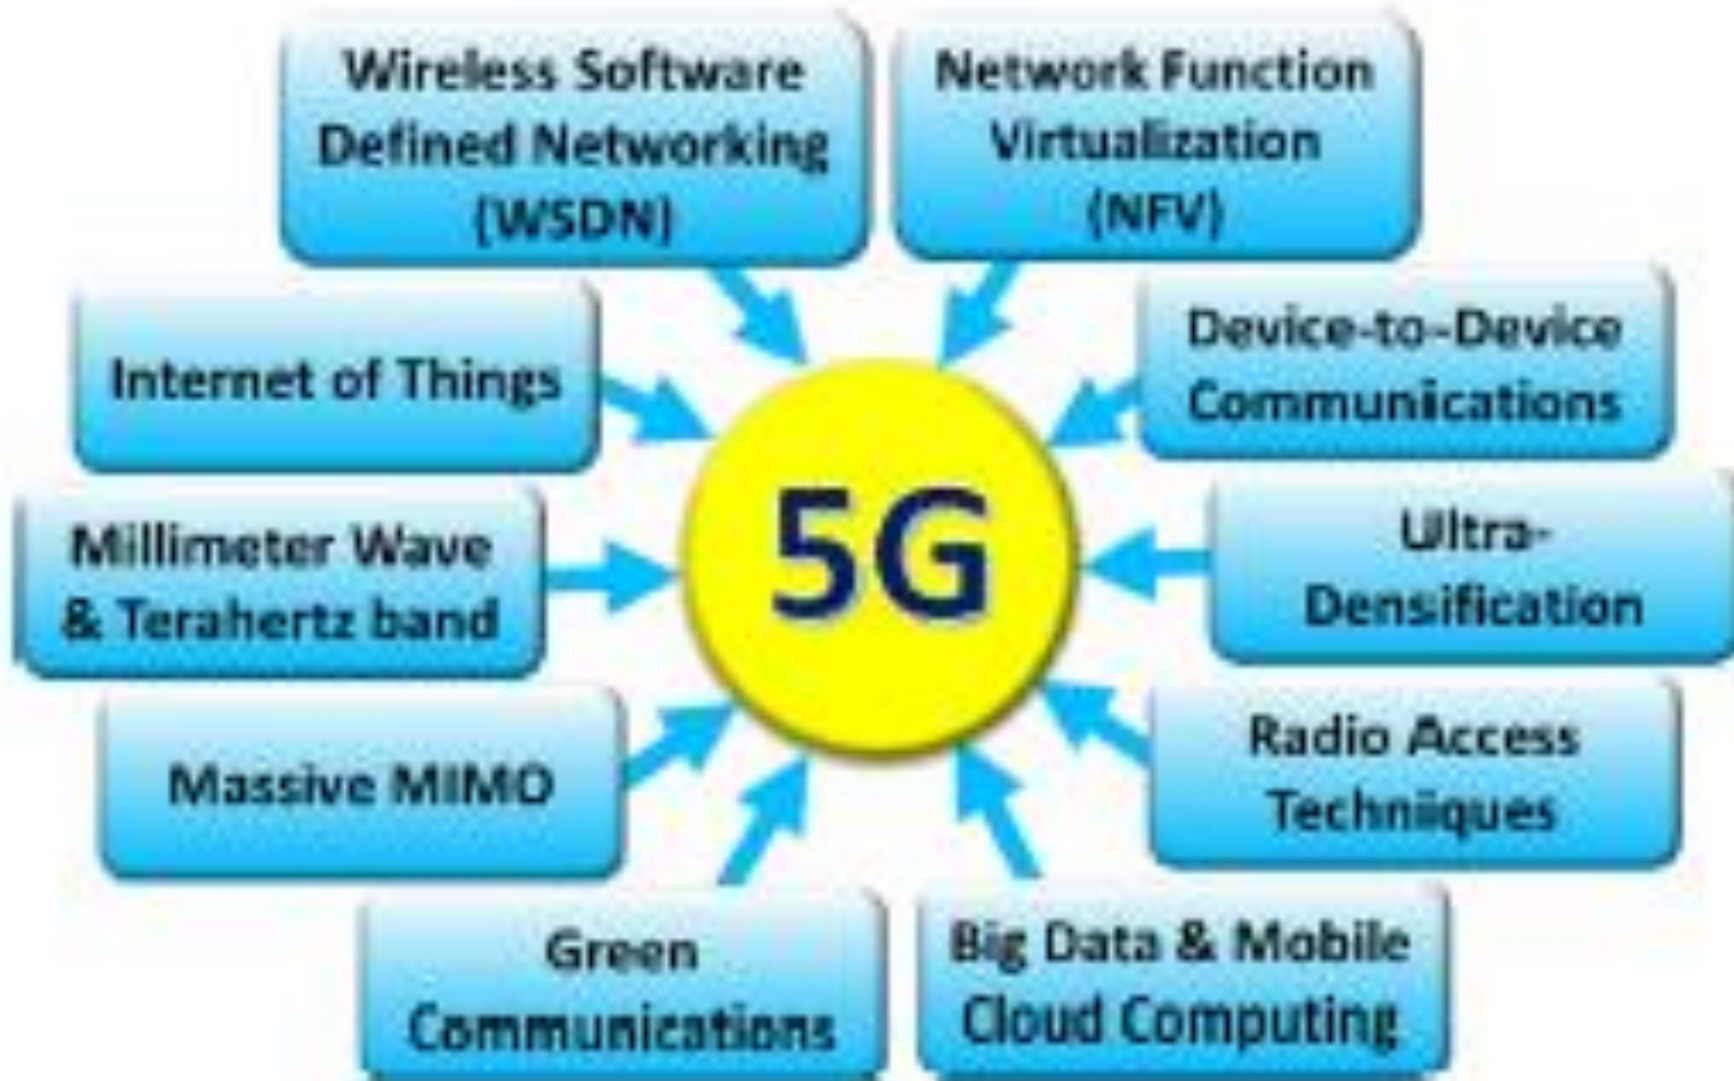 Wireless Software
Defined Networking
(WSDN)
Network Function
Virtualization
(NFV)
Internet of Things
Device-to-Device
Communications
Millimeter Wave
& Terahertz band
5G
Ultra-
Densification
Massive MIMO
Radio Access
Techniques
Green
Communications
Big Data & Mobile
Cloud Computing